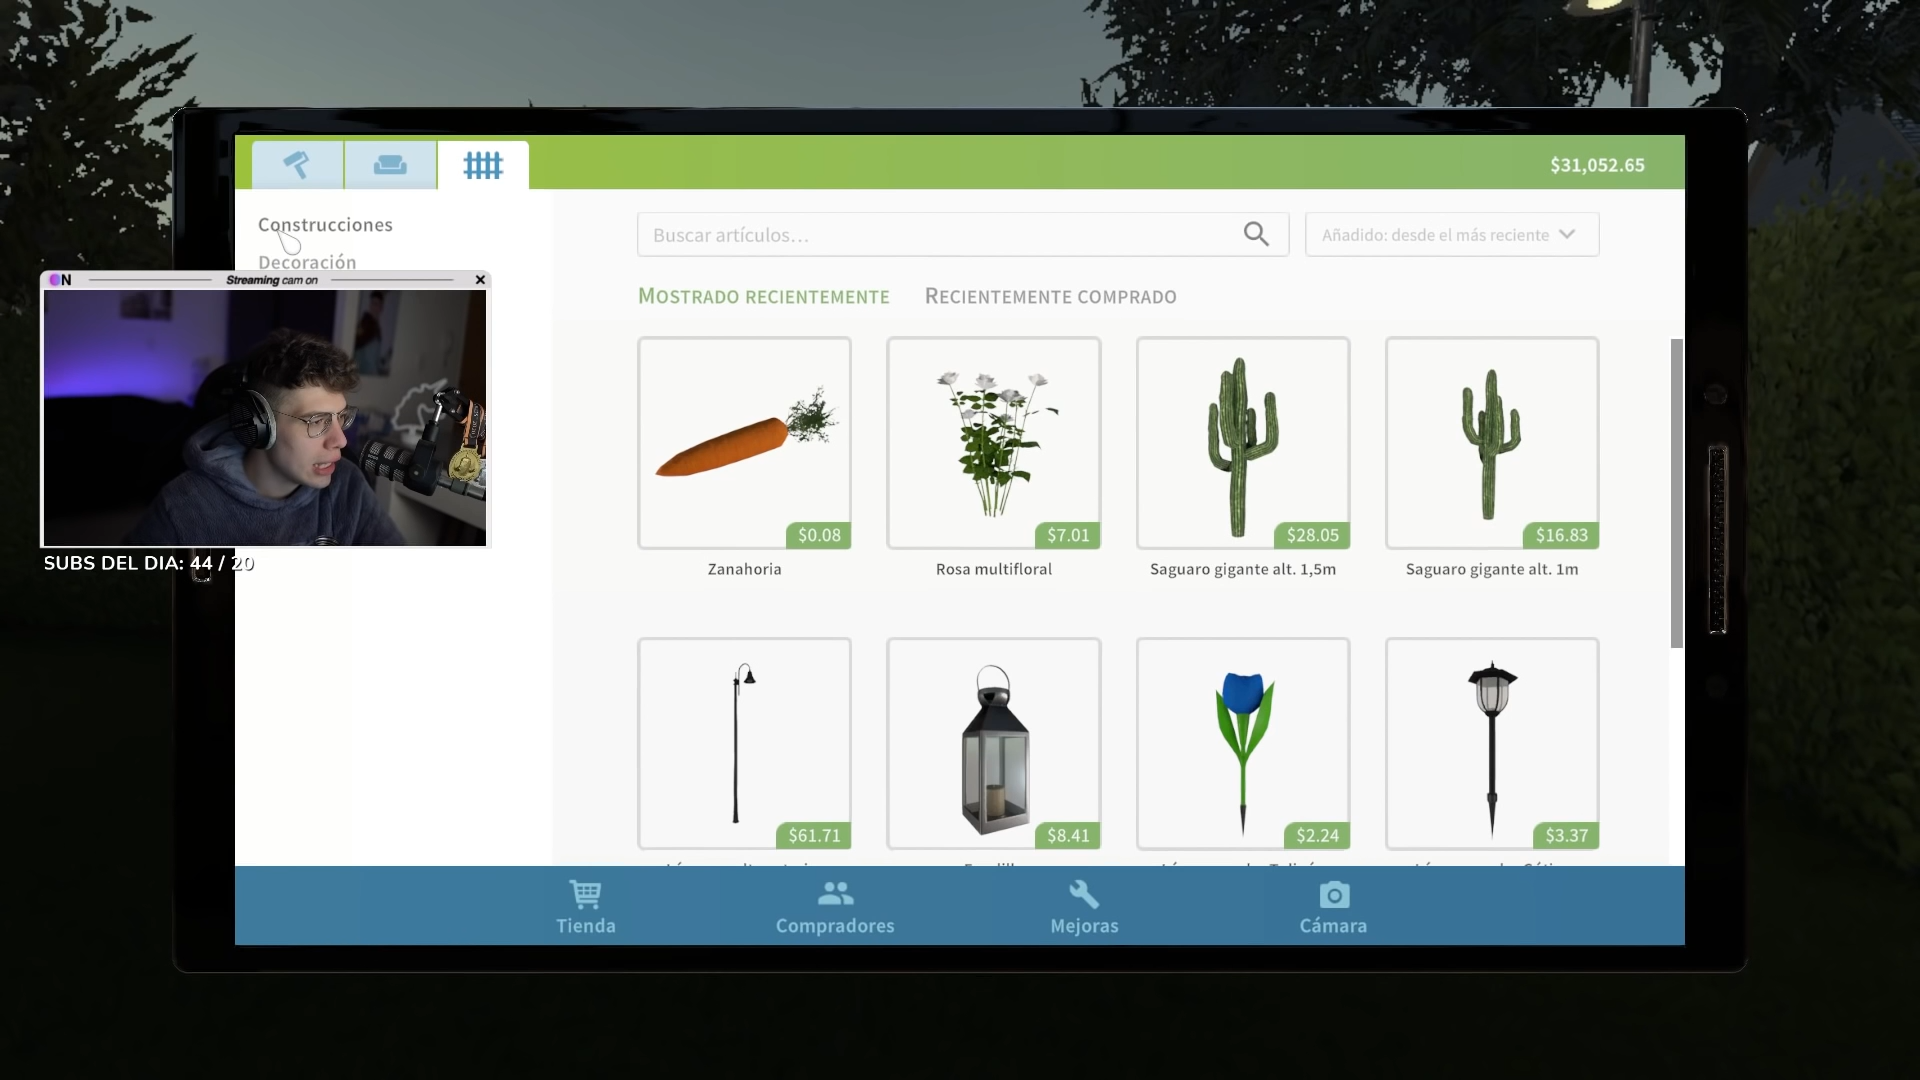 $31,052.65
Construcciones
Decoración
Buscar artículos...
Añadido: desde el más reciente
MOSTRADO RECIENTEMENTE
RECIENTEMENTE COMPRADO
ON
Streaming cam on
SUBS DEL DIA: 44 / 20
$0.08
$7.01
$28.05
$16.83
Zanahoria
Rosa multifloral
Saguaro gigante alt. 1,5m
Saguaro gigante alt. 1m
$61.71
$8.41
$2.24
$3.37
Tienda
Compradores
Mejoras
Cámara